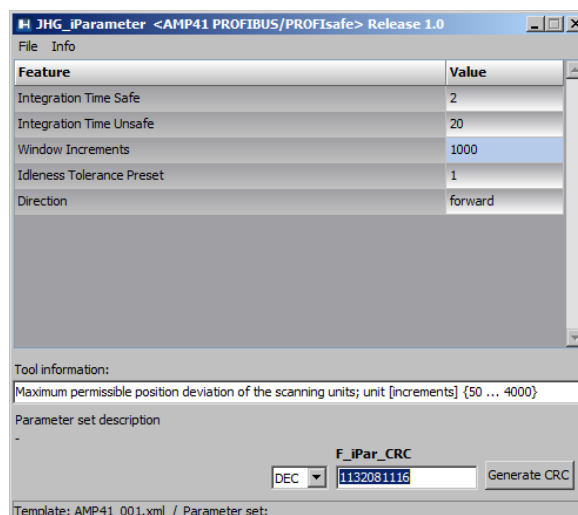 JHG_iParameter <AMP41 PROFIBUS/PROFIsafe> Release 1.0
File Info
Feature Value
Integration Time Safe 2
Integration Time Unsafe 20
Window Increments 1000
Idleness Tolerance Preset 1
Direction forward
Tool information:
Maximum permissible position deviation of the scanning units; unit [increments] {50 ... 4000}
Parameter set description
-
F_iPar_CRC
DEC 1132081116 Generate CRC
Template: AMP41_001.xml / Parameter set: